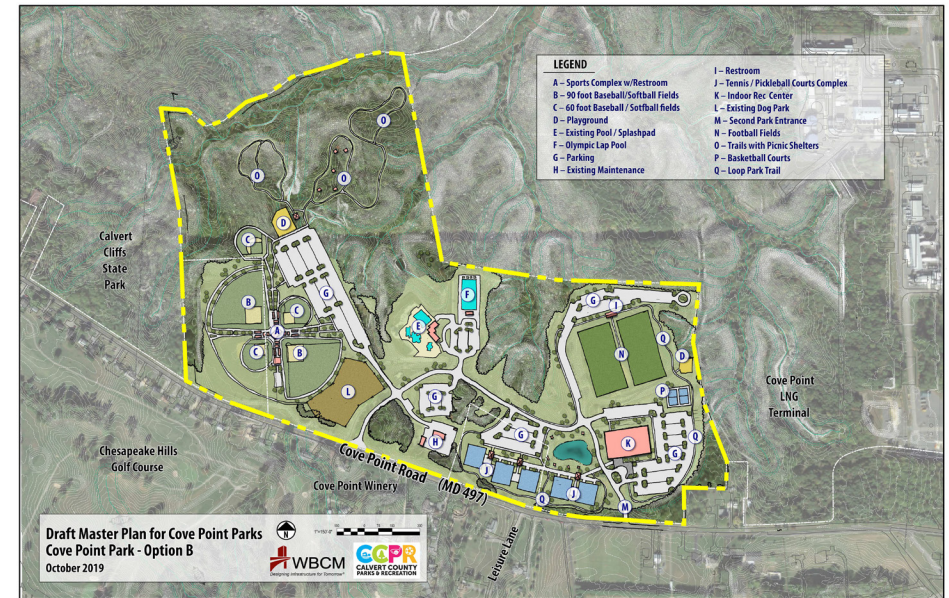 LEGEND
A – Sports Complex w/Restroom
B – 90 foot Baseball/Softball Fields
C – 60 foot Baseball / Sotfball fields
D – Playground
E – Existing Pool / Splashpad
F – Olympic Lap Pool
G – Parking
H – Existing Maintenance
I – Restroom
J – Tennis / Pickleball Courts Complex
K – Indoor Rec Center
L – Existing Dog Park
M – Second Park Entrance
N – Football Fields
O – Trails with Picnic Shelters
P – Basketball Courts
Q – Loop Park Trail
O
O
O
D
C
Calvert
Cliffs
State
Park
B
G
C
A
C
B
F
E
G
I
N
Q
D
L
P
Cove Point
LNG
Terminal
G
G
H
K
Q
G
J
J
Q
M
Chesapeake Hills
Golf Course
Cove Point Road (MD 497)
Cove Point Winery
Leisure Lane
Draft Master Plan for Cove Point Parks
Cove Point Park - Option B
October 2019
N
WBCM
Designing Infrastructure for Tomorrow
CCPR
CALVERT COUNTY
PARKS & RECREATION